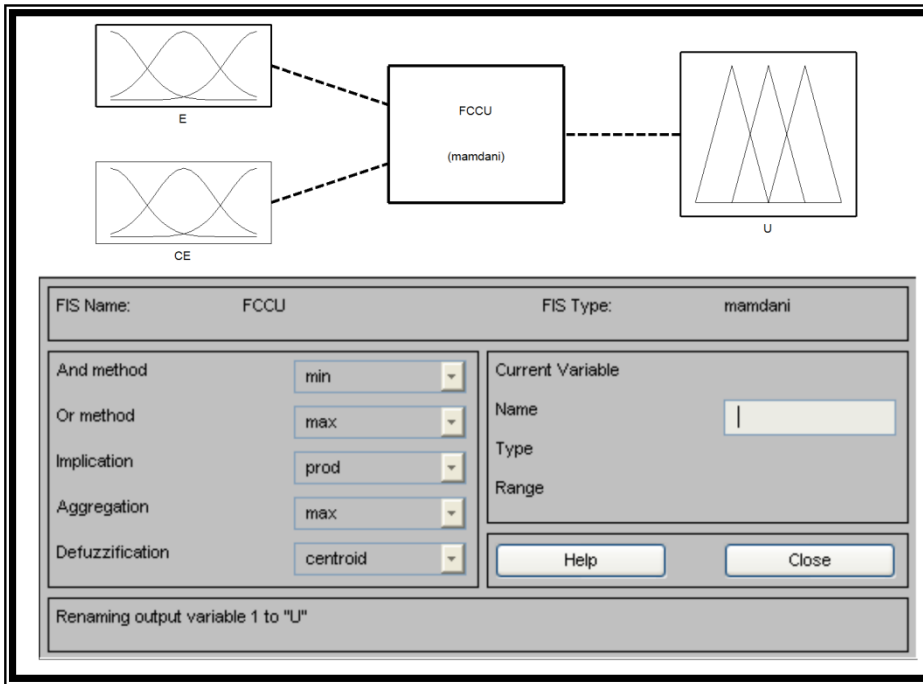 E
FCCU
(mamdani)
CE
U
FIS Name: FCCU FIS Type: mamdani
And method min
Or method max
Implication prod
Aggregation max
Defuzzification centroid
Current Variable
Name
Type
Range
Help Close
Renaming output variable 1 to "U"